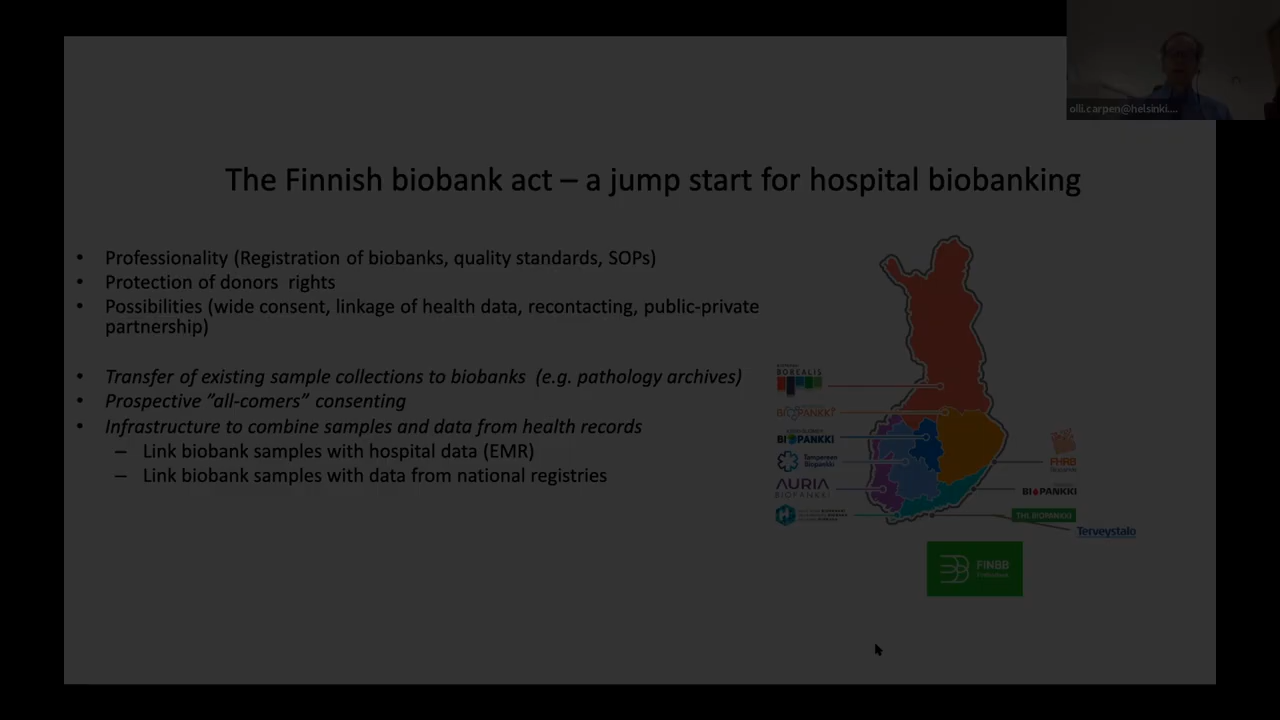 olli.carpen@helsinki....
The Finnish biobank act – a jump start for hospital biobanking
• Professionality (Registration of biobanks, quality standards, SOPs)
• Protection of donors  rights
• Possibilities (wide consent, linkage of health data, recontacting, public-private
partnership)
• Transfer of existing sample collections to biobanks  (e.g. pathology archives)
• Prospective ”all-comers” consenting
• Infrastructure to combine samples and data from health records
– Link biobank samples with hospital data (EMR)
– Link biobank samples with data from national registries
BOREALIS
BIOPANKKI
BIOPANKKI
Tampereen
Biopankki
AURIA
BIOPANKKI
FHRB
BIOPANKKI
THL BIOPANKKI
Terveystalo
FINBB